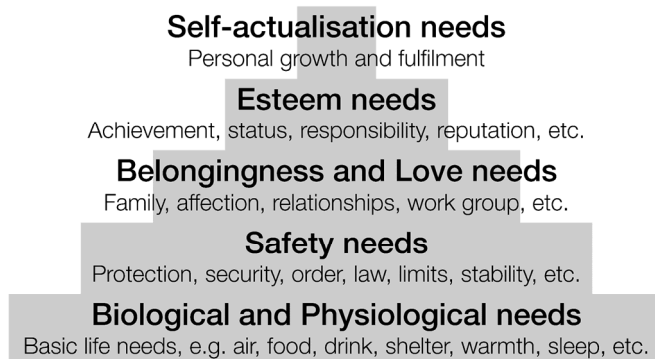 Self-actualisation needs
Personal growth and fulfilment
Esteem needs
Achievement, status, responsibility, reputation, etc.
Belongingness and Love needs
Family, affection, relationships, work group, etc.
Safety needs
Protection, security, order, law, limits, stability, etc.
Biological and Physiological needs
Basic life needs, e.g. air, food, drink, shelter, warmth, sleep, etc.